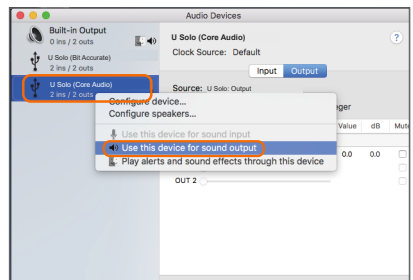 Audio Devices
Built-in Output
0 ins / 2 outs
U Solo (Bit Accurate)
2 ins / 2 outs
U Solo (Core Audio)
2 ins / 2 outs
U Solo (Core Audio)
?
Clock Source: Default
Input Output
Source: U Solo: Output
Configure device...
Configure speakers...
eger
Value dB Mute
Use this device for sound input
Use this device for sound output
0.0 0.0
Play alerts and sound effects through this device
OUT 2